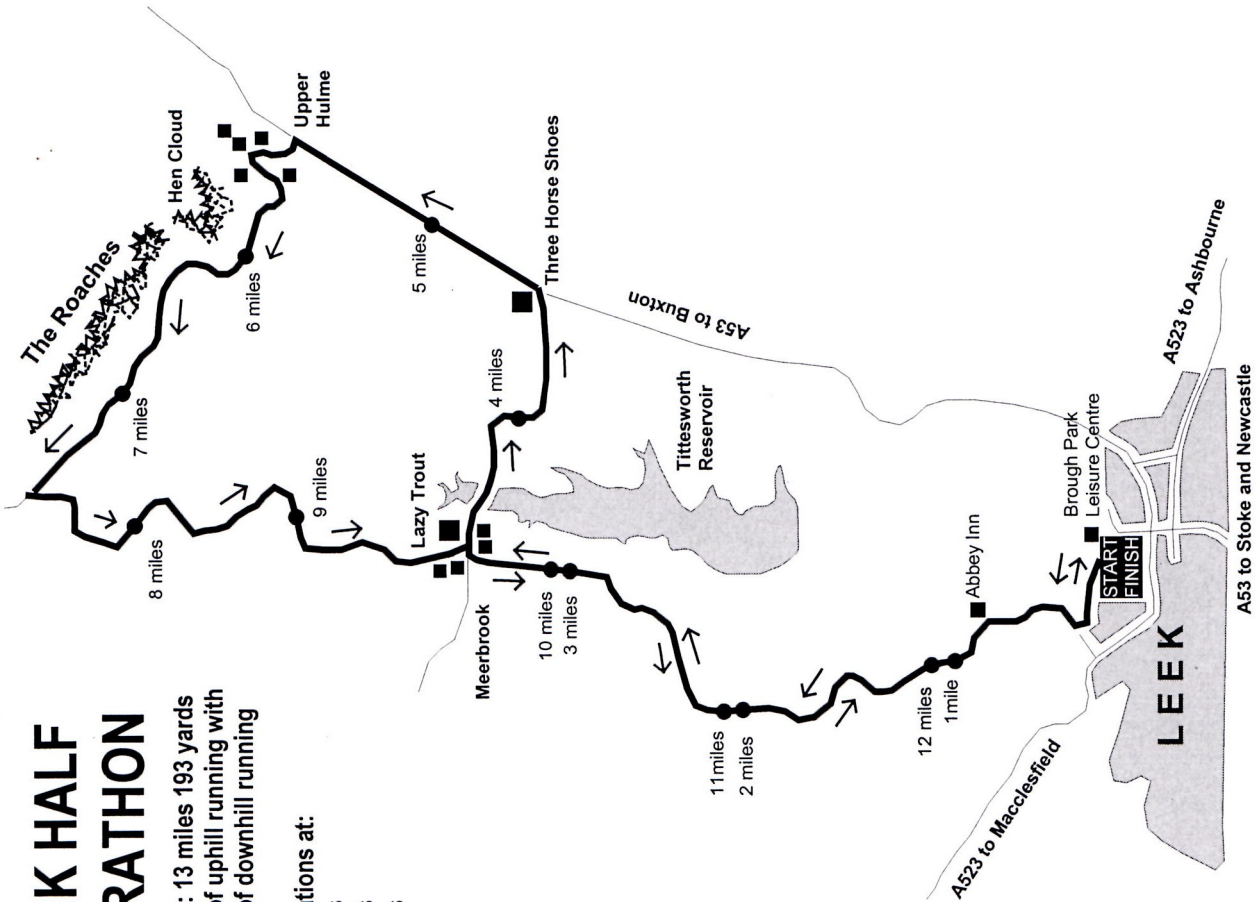 K HALF
RATHON
: 13 miles 193 yards
of uphill running with
of downhill running
tions at:
The Roaches
Hen Cloud
Upper
Hulme
7 miles
6 miles
5 miles
8 miles
9 miles
Lazy Trout
4 miles
Three Horse Shoes
Meerbrook
10 miles
3 miles
Tittesworth
Reservoir
A53 to Buxton
11miles
2 miles
12 miles
1mile
Abbey Inn
Brough Park
Leisure Centre
START
FINISH
A523 to Macclesfield
LEEK
A523 to Ashbourne
A53 to Stoke and Newcastle